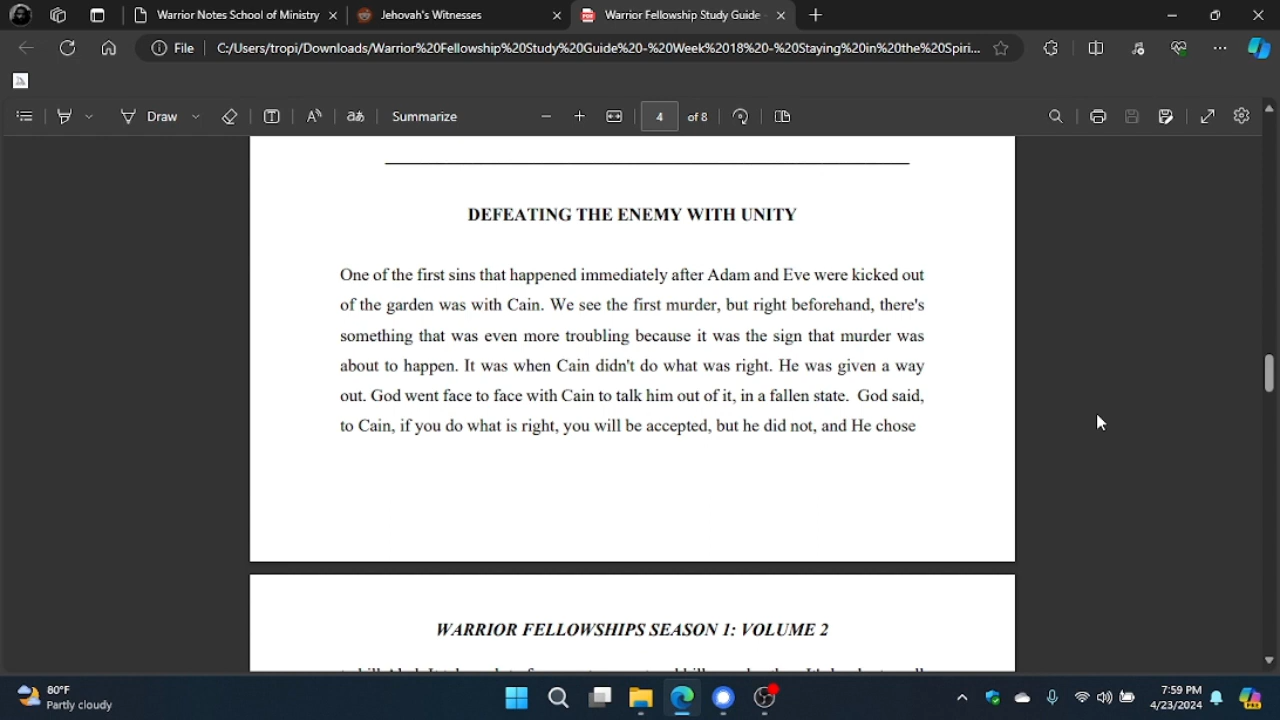 Warrior Notes School of Ministry
Jehovah's Witnesses
Warrior Fellowship Study Guide
File
C:/Users/tropi/Downloads/Warrior%20Fellowship%20Study%20Guide%20-%20Week%2018%20-%20Staying%20in%20the%20Spiri...
Draw
aあ
Summarize
4 of 8
DEFEATING THE ENEMY WITH UNITY
One of the first sins that happened immediately after Adam and Eve were kicked out
of the garden was with Cain. We see the first murder, but right beforehand, there's
something that was even more troubling because it was the sign that murder was
about to happen. It was when Cain didn't do what was right. He was given a way
out. God went face to face with Cain to talk him out of it, in a fallen state.  God said,
to Cain, if you do what is right, you will be accepted, but he did not, and He chose
WARRIOR FELLOWSHIPS SEASON 1: VOLUME 2
80°F
Partly cloudy
7:59 PM
4/23/2024